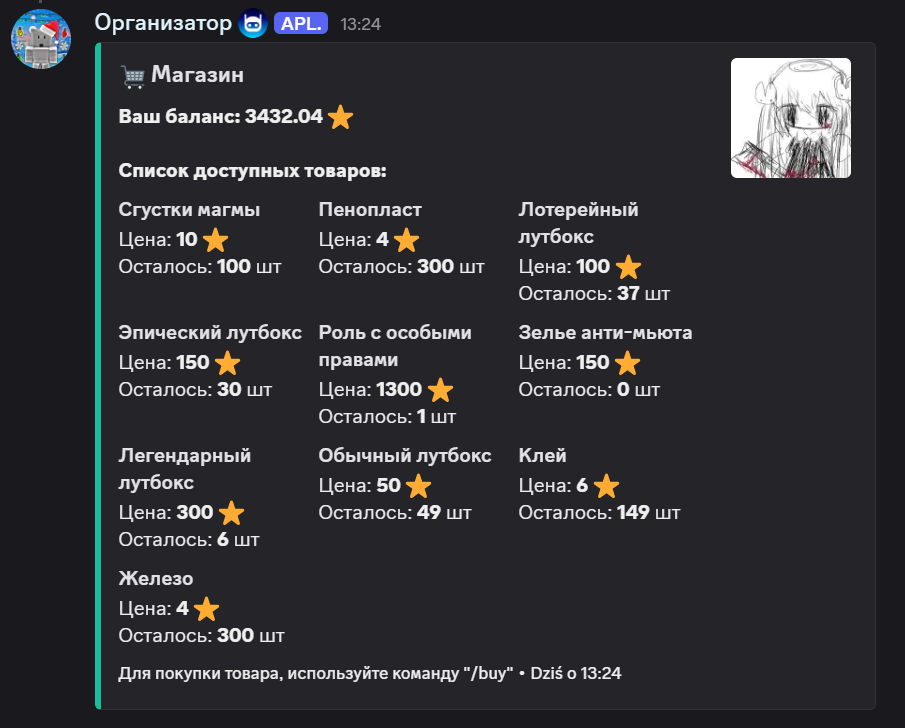 Организатор APL. 13:24
Магазин
Ваш баланс: 3432.04
Список доступных товаров:
Сгустки магмы
Цена: 10
Осталось: 100 шт
Пенопласт
Цена: 4
Осталось: 300 шт
Лотерейный
лутбокс
Цена: 100
Осталось: 37 шт
Эпический лутбокс
Цена: 150
Осталось: 30 шт
Роль с особыми
правами
Цена: 1300
Осталось: 1 шт
Зелье анти-мьюта
Цена: 150
Осталось: 0 шт
Легендарный
лутбокс
Цена: 300
Осталось: 6 шт
Обычный лутбокс
Цена: 50
Осталось: 49 шт
Клей
Цена: 6
Осталось: 149 шт
Железо
Цена: 4
Осталось: 300 шт
Для покупки товара, используйте команду "/buy" • Dziś o 13:24